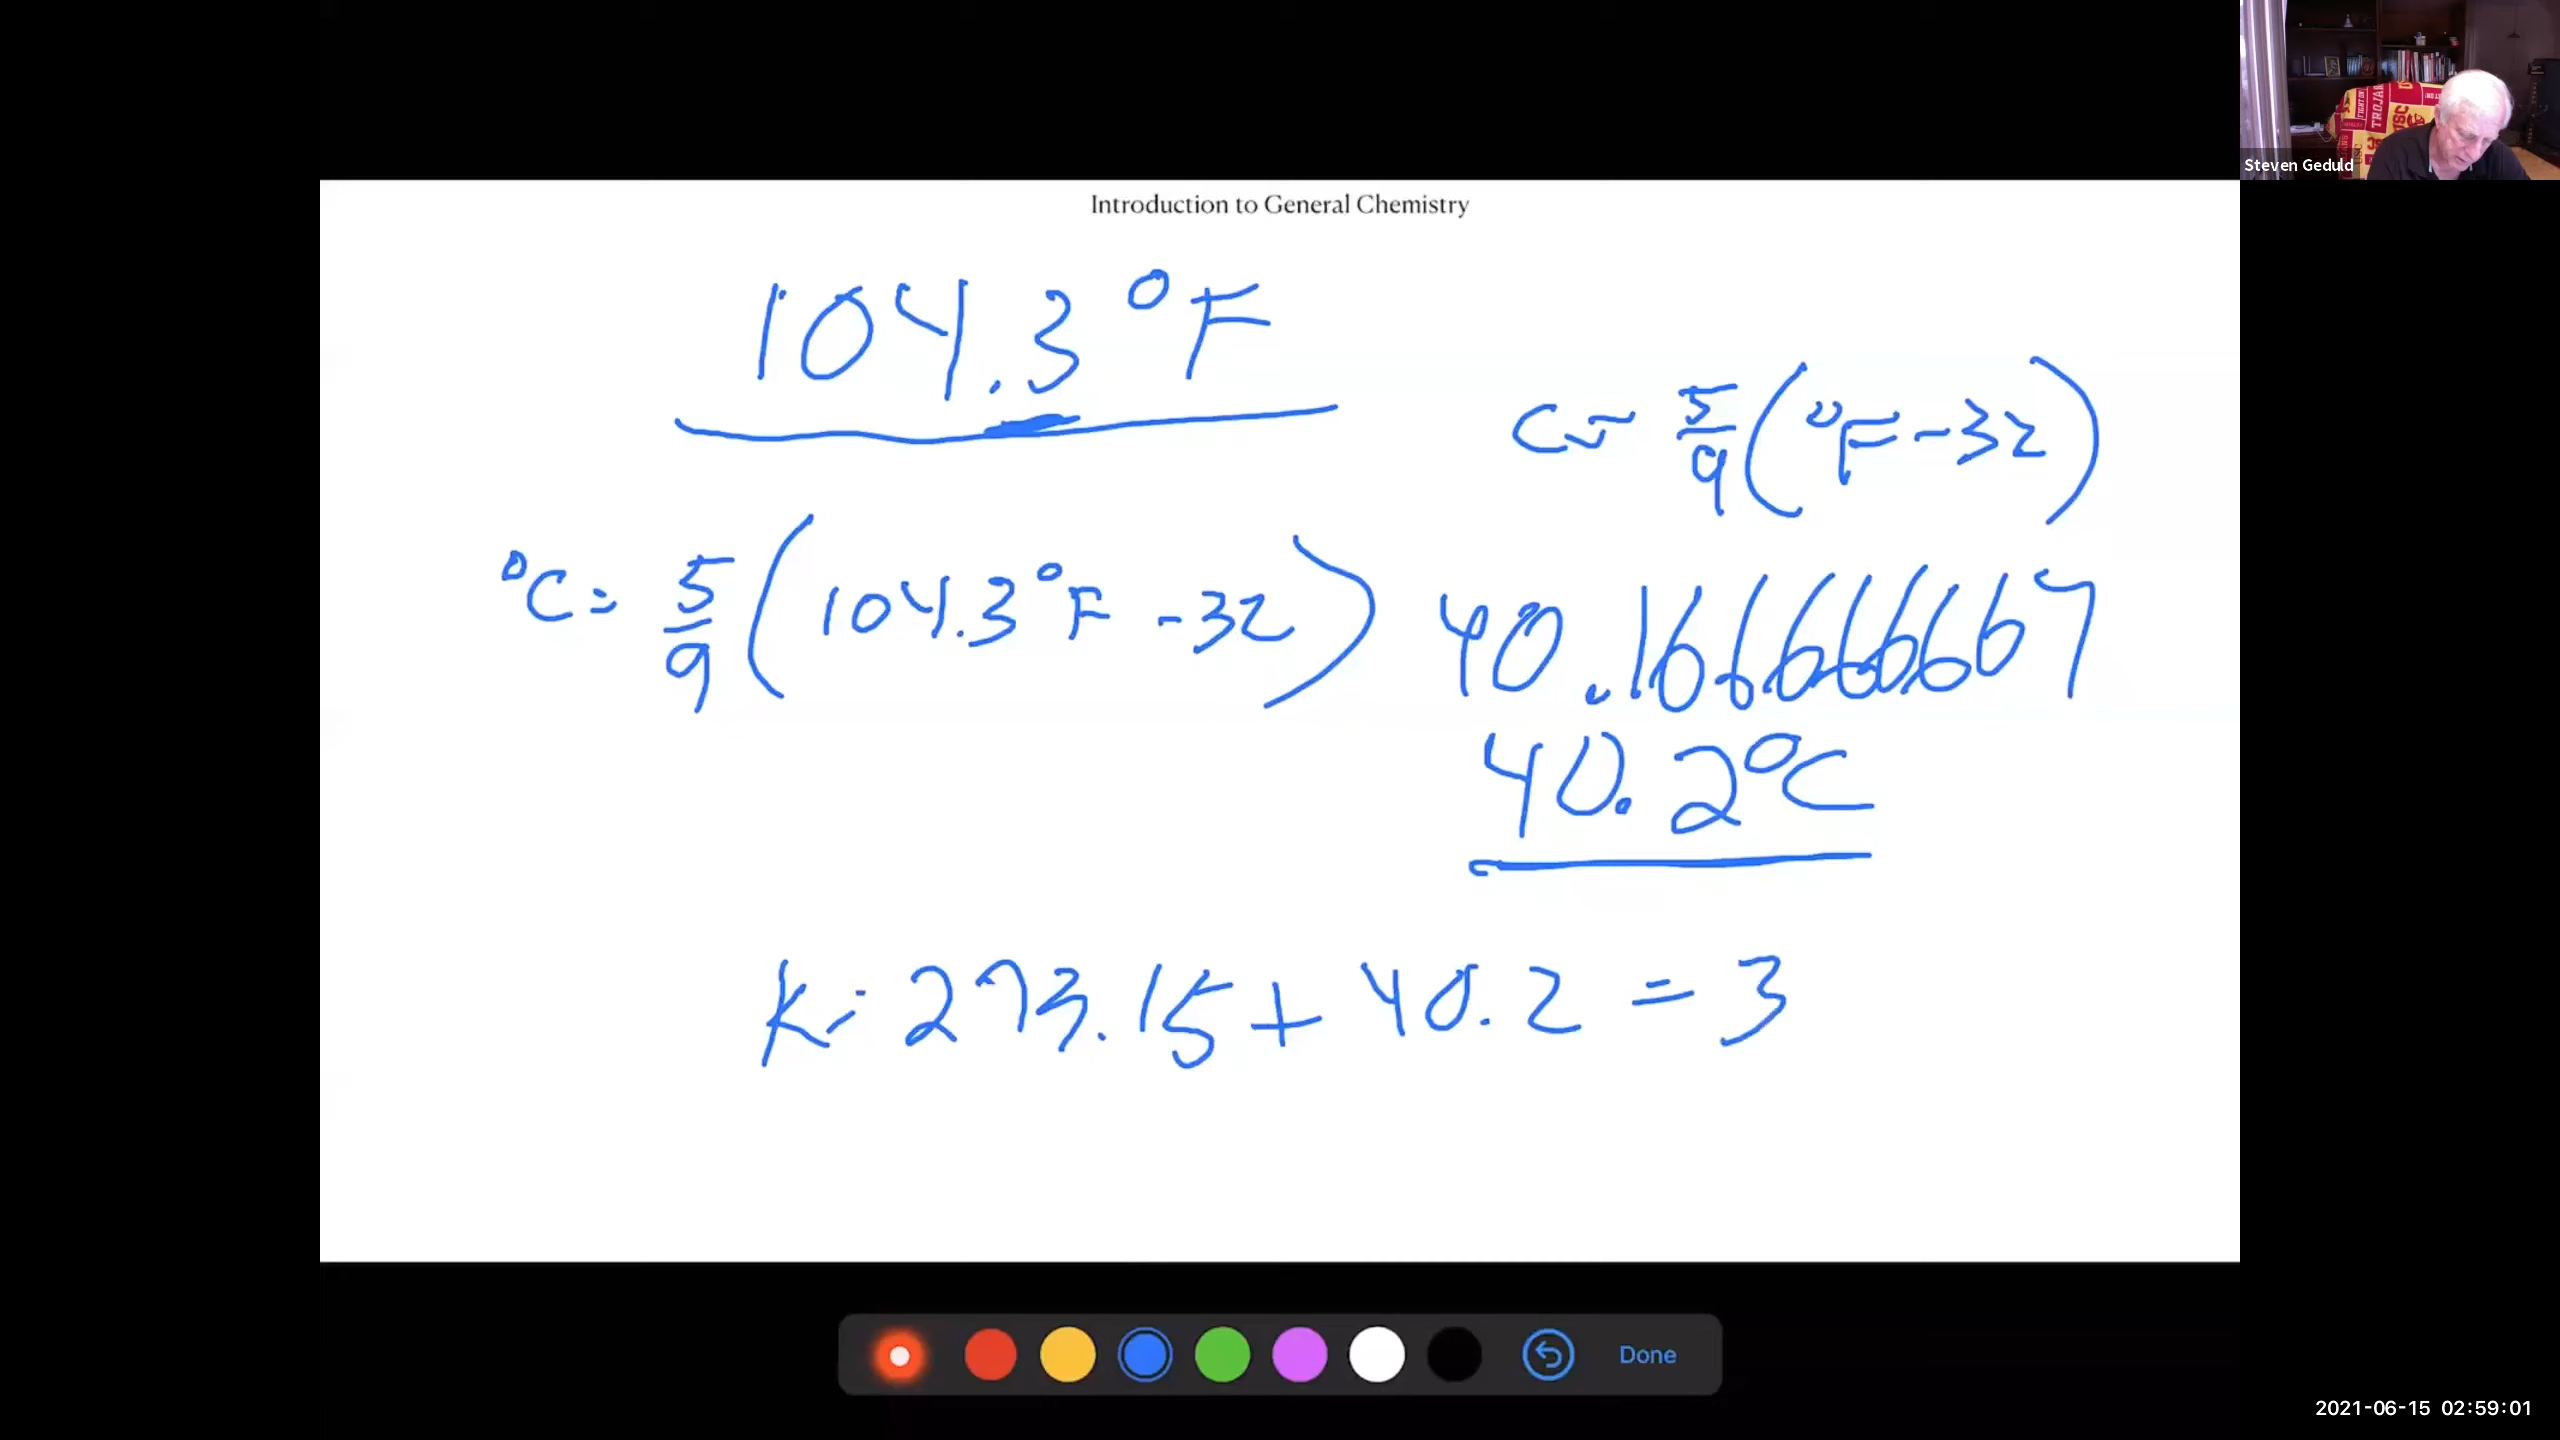 Steven Geduld
Introduction to General Chemistry
104.3 °F
C = 5/9 (°F - 32)
°C = 5/9 (104.3 °F - 32)
40.166666667
40.2 °C
K = 273.15 + 40.2 = 3
Done
2021-06-15 02:59:01